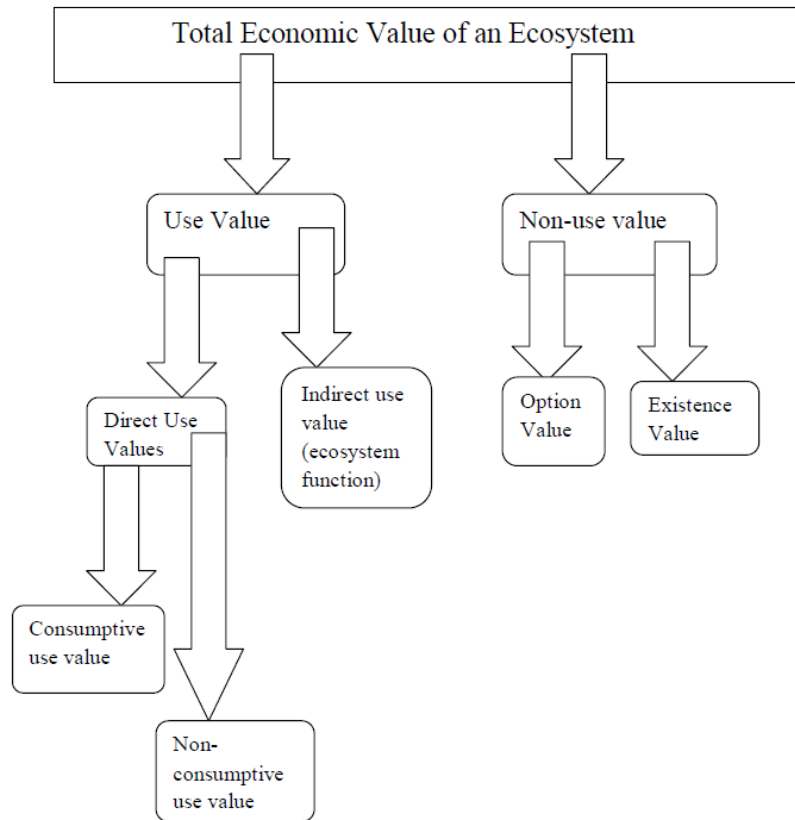 Total Economic Value of an Ecosystem
Use Value
Non-use value
Direct Use
Values
Indirect use
value
(ecosystem
function)
Option
Value
Existence
Value
Consumptive
use value
Non-
consumptive
use value